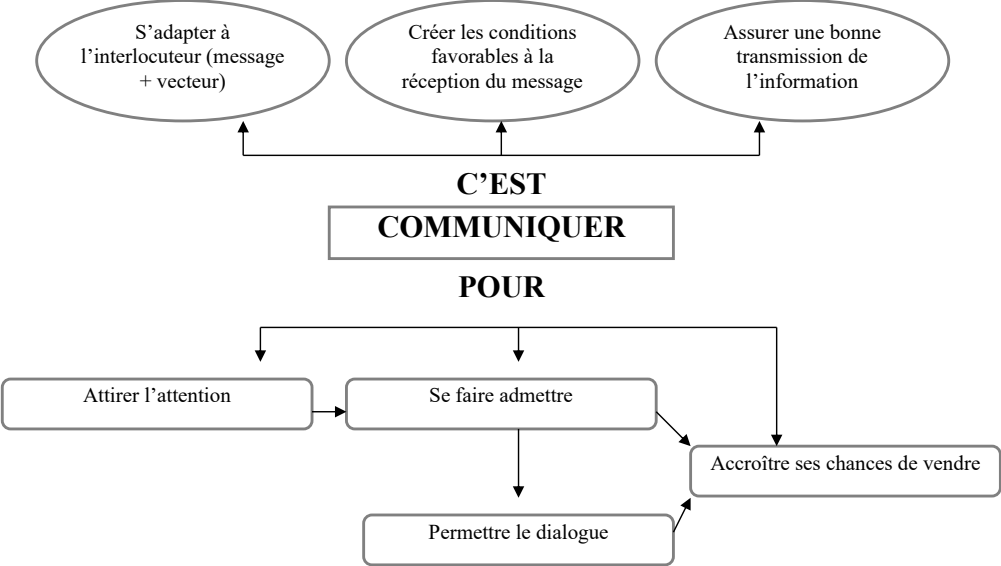 S’adapter à
l’interlocuteur (message
+ vecteur)
Créer les conditions
favorables à la
réception du message
Assurer une bonne
transmission de
l’information
C’EST
COMMUNIQUER
POUR
Attirer l’attention
Se faire admettre
Accroître ses chances de vendre
Permettre le dialogue